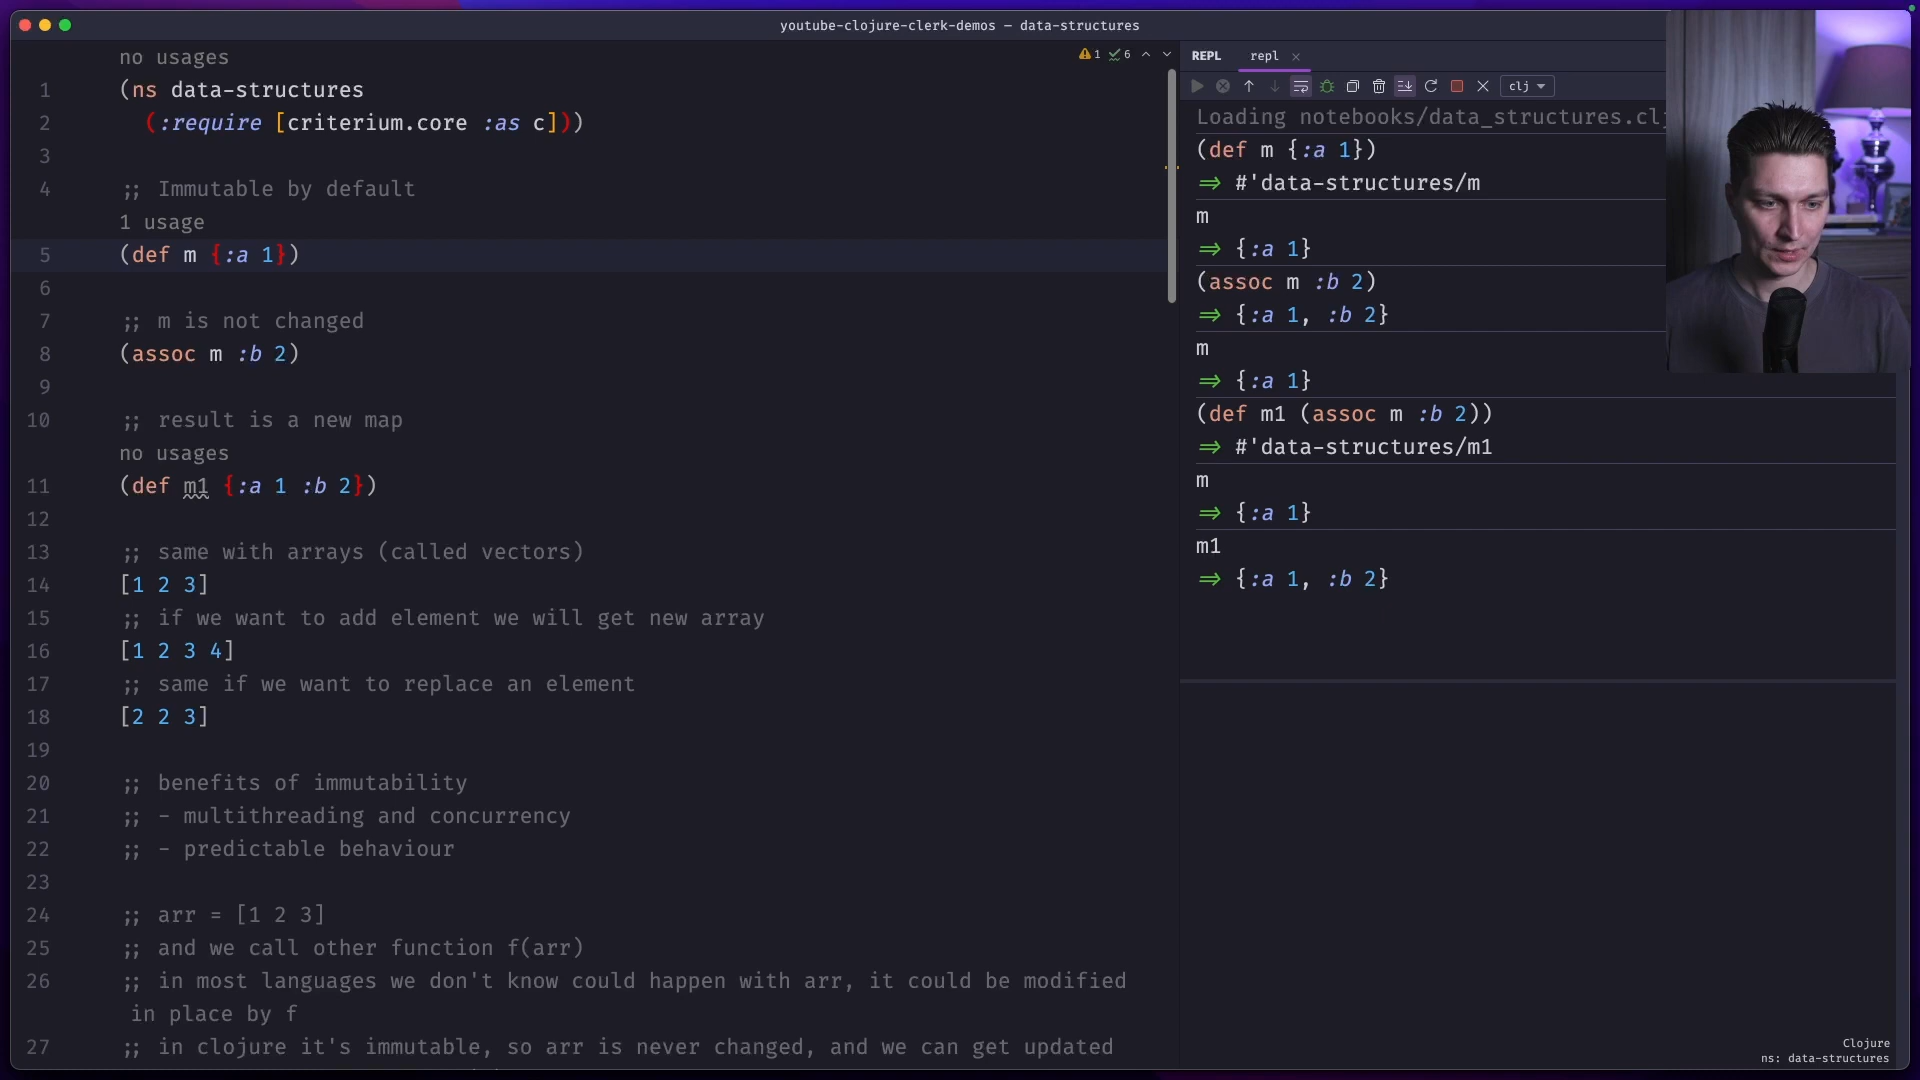 youtube-clojure-clerk-demos – data-structures
no usages
1 (ns data-structures
2 (:require [criterium.core :as c]))
3
4 ;; Immutable by default
1 usage
5 (def m {:a 1})
6
7 ;; m is not changed
8 (assoc m :b 2)
9
10 ;; result is a new map
no usages
11 (def m1 {:a 1 :b 2})
12
13 ;; same with arrays (called vectors)
14 [1 2 3]
15 ;; if we want to add element we will get new array
16 [1 2 3 4]
17 ;; same if we want to replace an element
18 [2 2 3]
19
20 ;; benefits of immutability
21 ;; - multithreading and concurrency
22 ;; - predictable behaviour
23
24 ;; arr = [1 2 3]
25 ;; and we call other function f(arr)
26 ;; in most languages we don't know could happen with arr, it could be modified
in place by f
27 ;; in clojure it's immutable, so arr is never changed, and we can get updated
1 6
REPL repl
clj
Loading notebooks/data_structures.clj
(def m {:a 1})
=> #'data-structures/m
m
=> {:a 1}
(assoc m :b 2)
=> {:a 1, :b 2}
m
=> {:a 1}
(def m1 (assoc m :b 2))
=> #'data-structures/m1
m
=> {:a 1}
m1
=> {:a 1, :b 2}
Clojure
ns: data-structures